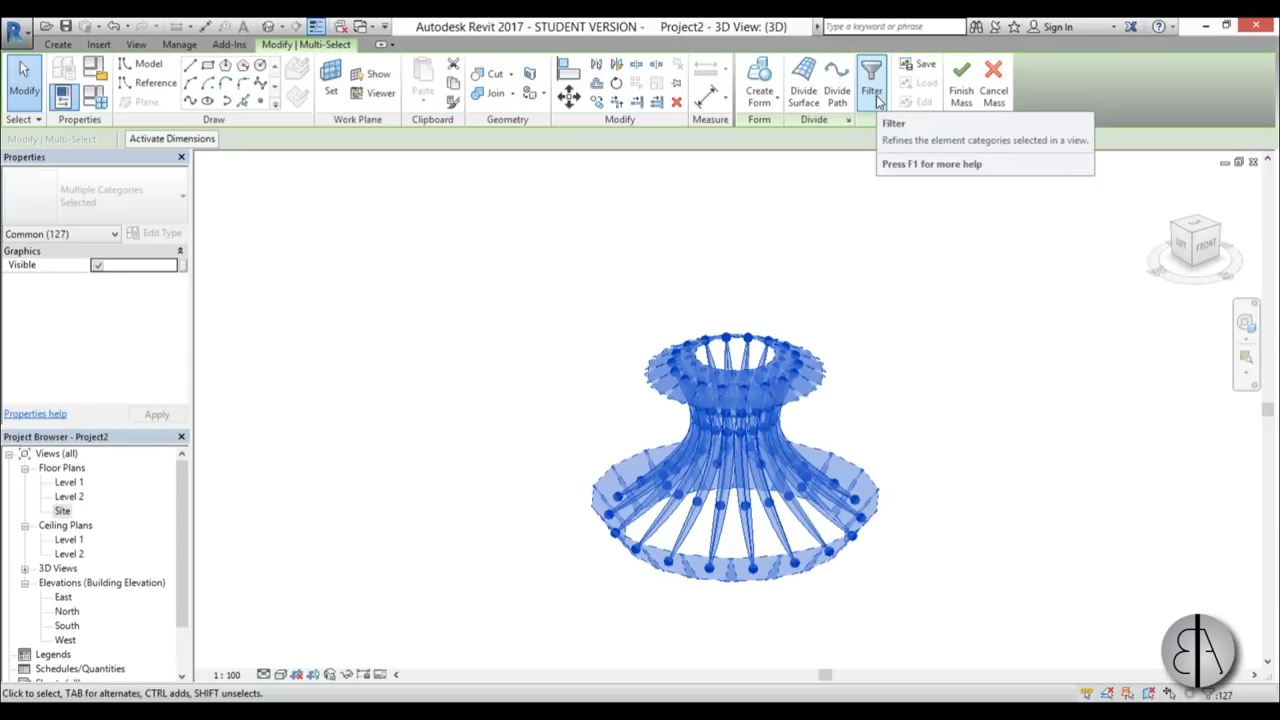 Autodesk Revit 2017 - STUDENT VERSION - Project2 - 3D View: {3D}
Type a keyword or phrase
Sign In
Create Insert View Manage Add-Ins Modify | Multi-Select
Modify
Model
Reference
Plane
Set
Show
Viewer
Paste
Cut
Join
Create Form
Divide Surface
Divide Path
Filter
Save
Load
Edit
Finish Mass
Cancel Mass
Select Properties Draw Work Plane Clipboard Geometry Modify Measure Form Divide
Modify | Multi-Select Activate Dimensions
Filter
Refines the element categories selected in a view.
Press F1 for more help
Properties
Multiple Categories
Selected
Common (127) Edit Type
Graphics
Visible
Properties help Apply
Project Browser - Project2
Views (all)
Floor Plans
Level 1
Level 2
Site
Ceiling Plans
Level 1
Level 2
3D Views
Elevations (Building Elevation)
East
North
South
West
Legends
Schedules/Quantities
TOP
FRONT
1 : 100
Click to select, TAB for alternates, CTRL adds, SHIFT unselects.
:127